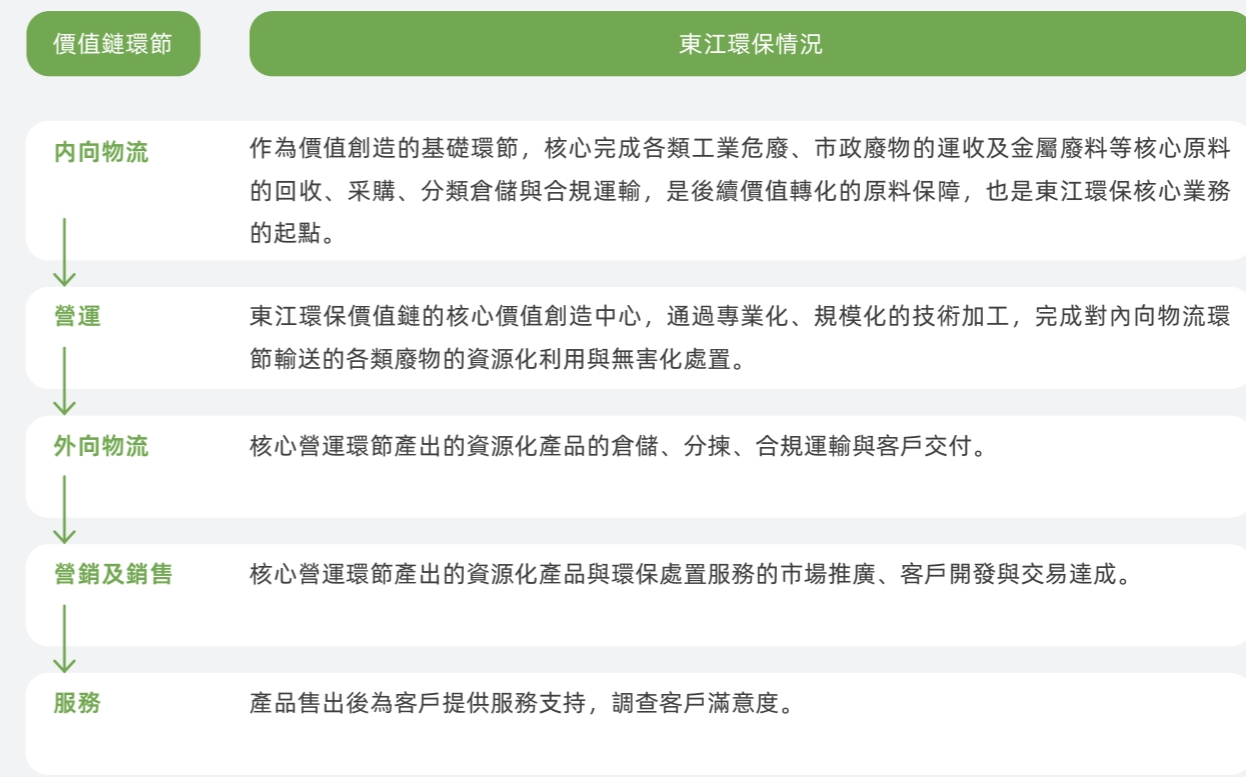 價值鏈環節
東江環保情況
内向物流
作為價值創造的基礎環節，核心完成各類工業危廢、市政廢物的運收及金屬廢料等核心原料
的回收、采購、分類倉儲與合規運輸，是後續價值轉化的原料保障，也是東江環保核心業務
的起點。
營運
東江環保價值鏈的核心價值創造中心，通過專業化、規模化的技術加工，完成對內向物流環
節輸送的各類廢物的資源化利用與無害化處置。
外向物流
核心營運環節產出的資源化產品的倉儲、分揀、合規運輸與客戶交付。
營銷及銷售
核心營運環節產出的資源化產品與環保處置服務的市場推廣、客戶開發與交易達成。
服務
產品售出後為客戶提供服務支持，調查客戶滿意度。